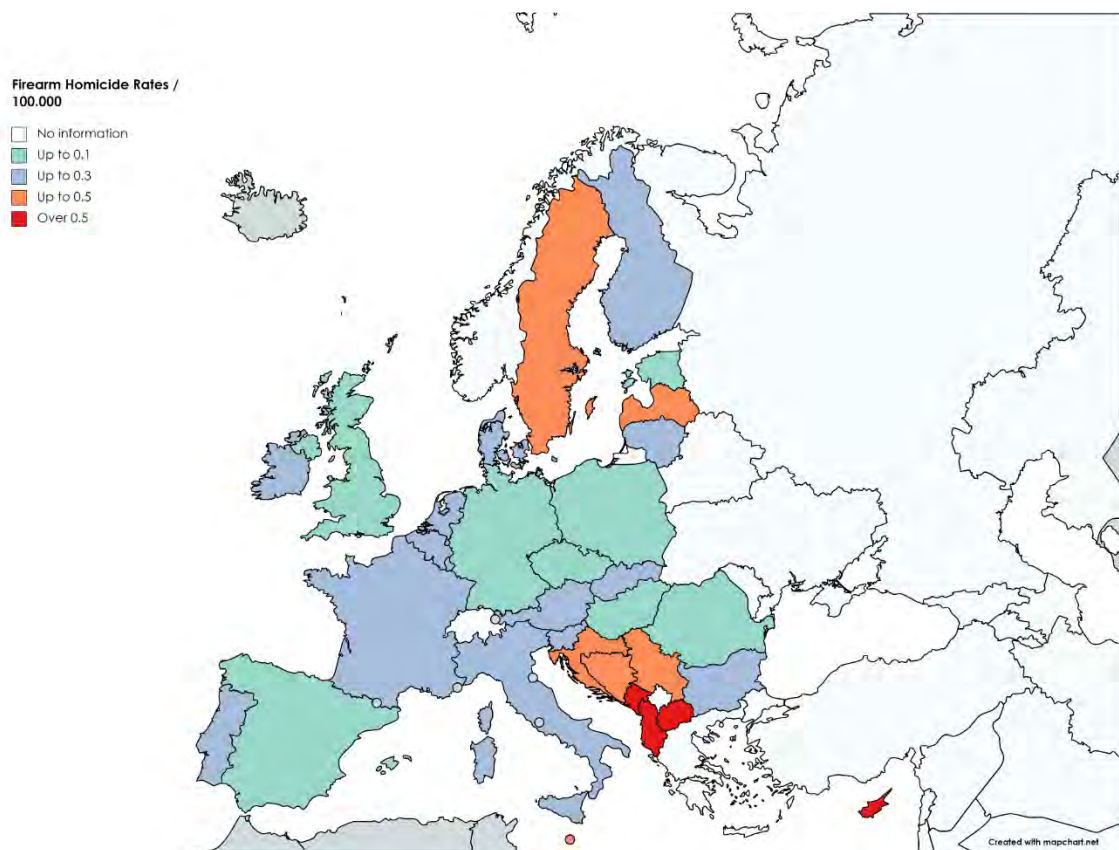 Firearm Homicide Rates /
100.000
No information
Up to 0.1
Up to 0.3
Up to 0.5
Over 0.5
Created with mapchart.net